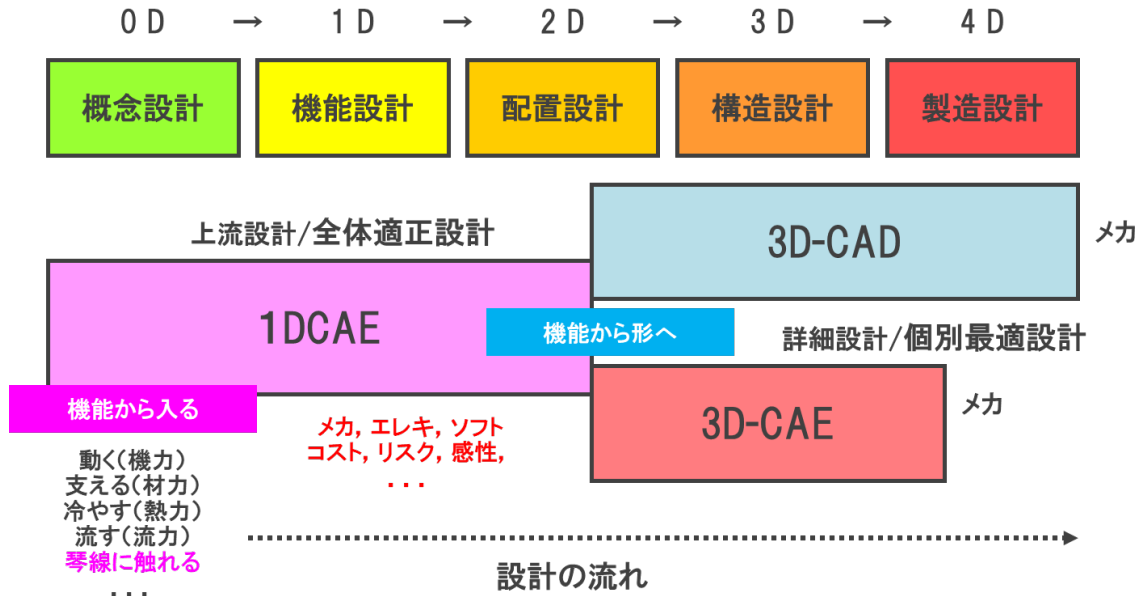 0D → 1D → 2D → 3D → 4D
概念設計 機能設計 配置設計 構造設計 製造設計
上流設計/全体適正設計
3D-CAD
メカ
1DCAE
機能から形へ
詳細設計/個別最適設計
機能から入る
3D-CAE
メカ
メカ, エレキ, ソフト
コスト, リスク, 感性,
・・・
動く(機力)
支える(材力)
冷やす(熱力)
流す(流力)
琴線に触れる
・・・
設計の流れ